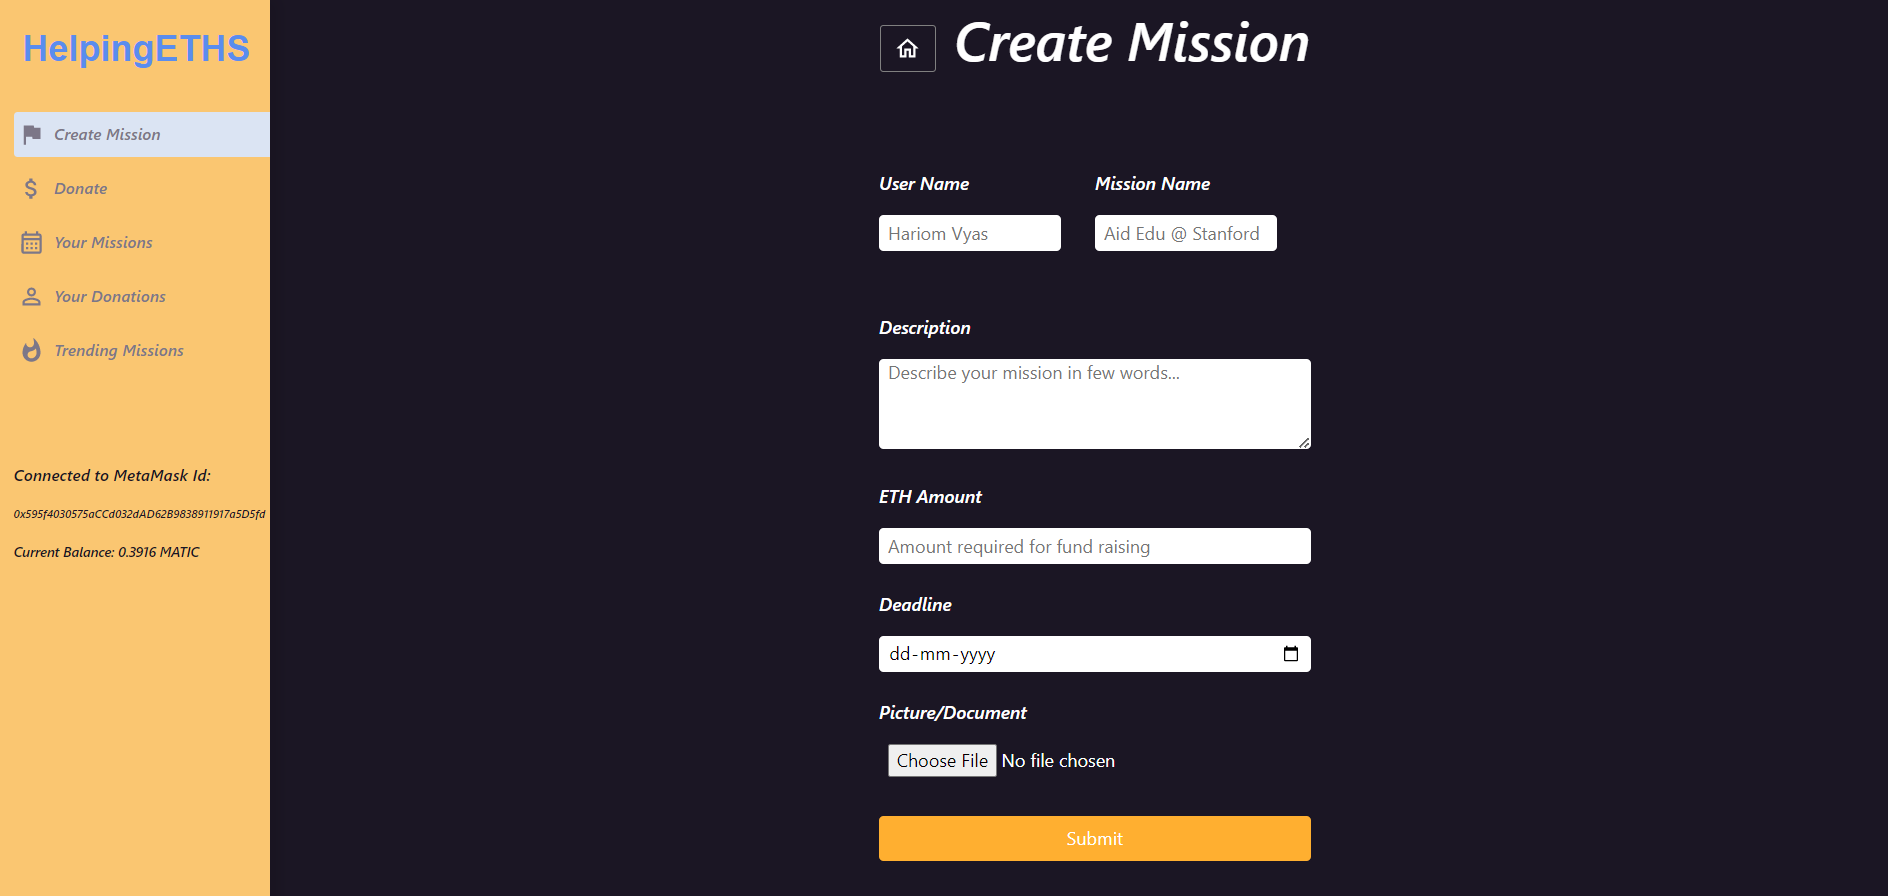 HelpingETHS
Create Mission
Donate
Your Missions
Your Donations
Trending Missions
Connected to MetaMask Id:
0x595f4030575aCCd032dAD62B9838911917a5D5fd
Current Balance: 0.3916 MATIC
Create Mission
User Name
Mission Name
Hariom Vyas
Aid Edu @ Stanford
Description
Describe your mission in few words...
ETH Amount
Amount required for fund raising
Deadline
dd-mm-yyyy
Picture/Document
Choose File No file chosen
Submit